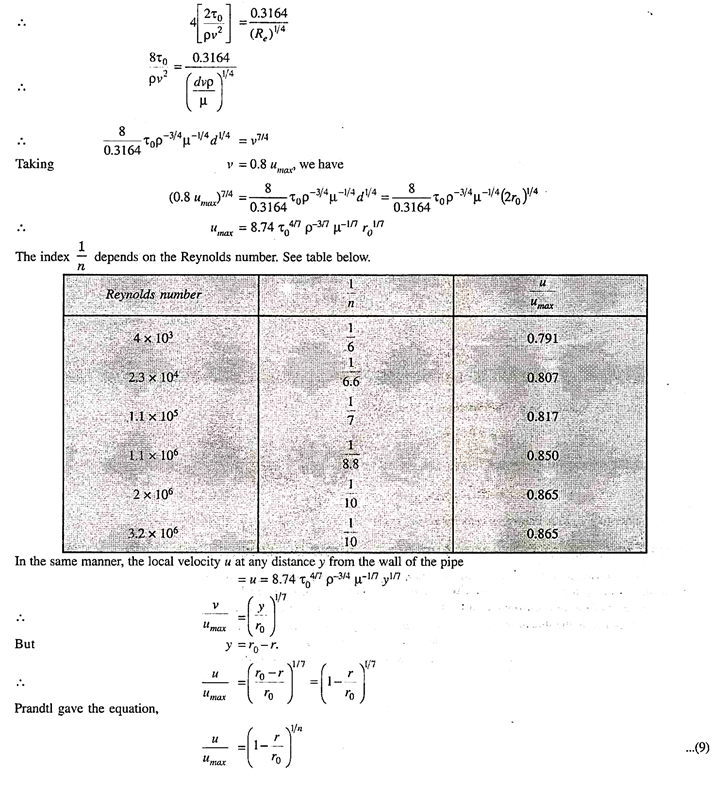 ∴ 4[2τ₀/ρv²] = 0.3164/(Rₑ)^1/4
∴ 8τ₀/ρv² = 0.3164/(dvρ/μ)^1/4
∴ 8/0.3164 τ₀ρ^–3/4 μ^–1/4 d^1/4 = v^7/4
Taking v = 0.8 u_max, we have
(0.8 u_max)^7/4 = 8/0.3164 τ₀ρ^–3/4 μ^–1/4 d^1/4 = 8/0.3164 τ₀ρ^–3/4 μ^–1/4 (2r₀)^1/4
∴ u_max = 8.74 τ₀^4/7 ρ^–3/7 μ^–1/7 r₀^1/7
The index 1/n depends on the Reynolds number. See table below.
Reynolds number 1/n u/u_max
4 × 10³ 1/6 0.791
2.3 × 10⁴ 1/6.6 0.807
1.1 × 10⁵ 1/7 0.817
1.1 × 10⁶ 1/8.8 0.850
2 × 10⁶ 1/10 0.865
3.2 × 10⁶ 1/10 0.865
In the same manner, the local velocity u at any distance y from the wall of the pipe
= u = 8.74 τ₀^4/7 ρ^–3/4 μ^–1/7 y^1/7
∴ v/u_max = (y/r₀)^1/7
But y = r₀ – r.
∴ u/u_max = ((r₀ – r)/r₀)^1/7 = (1 – r/r₀)^1/7
Prandtl gave the equation,
u/u_max = (1 – r/r₀)^1/n ...(9)